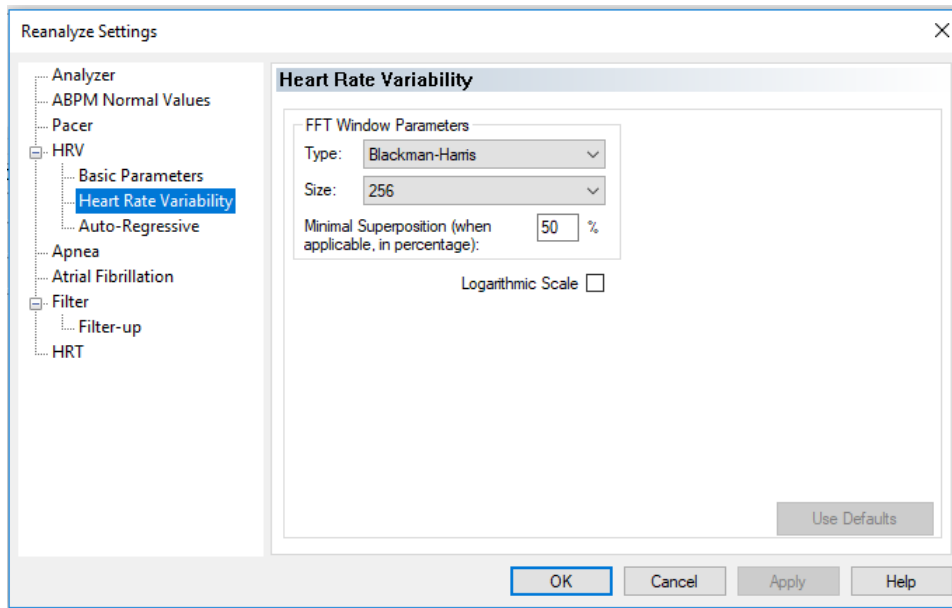 Reanalyze Settings
Analyzer
ABPM Normal Values
Pacer
HRV
Basic Parameters
Heart Rate Variability
Auto-Regressive
Apnea
Atrial Fibrillation
Filter
Filter-up
HRT
Heart Rate Variability
FFT Window Parameters
Type: Blackman-Harris
Size: 256
Minimal Superposition (when
applicable, in percentage): 50 %
Logarithmic Scale
Use Defaults
OK Cancel Apply Help